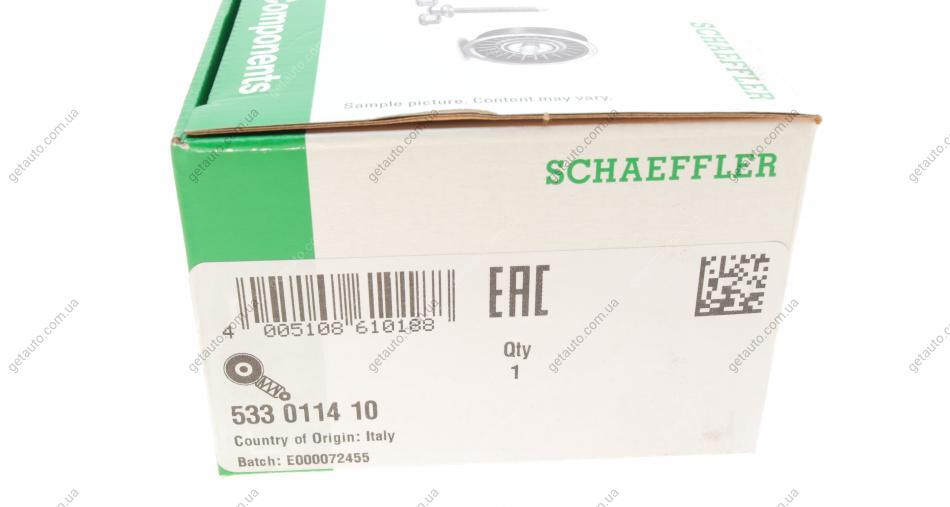 Components
SCHAEFFLER
Sample picture. Content may vary.
SCHAEFFLER
EAC
4 005108 610188
Qty
1
533 0114 10
Country of Origin: Italy
Batch: E000072455
getauto.com.ua